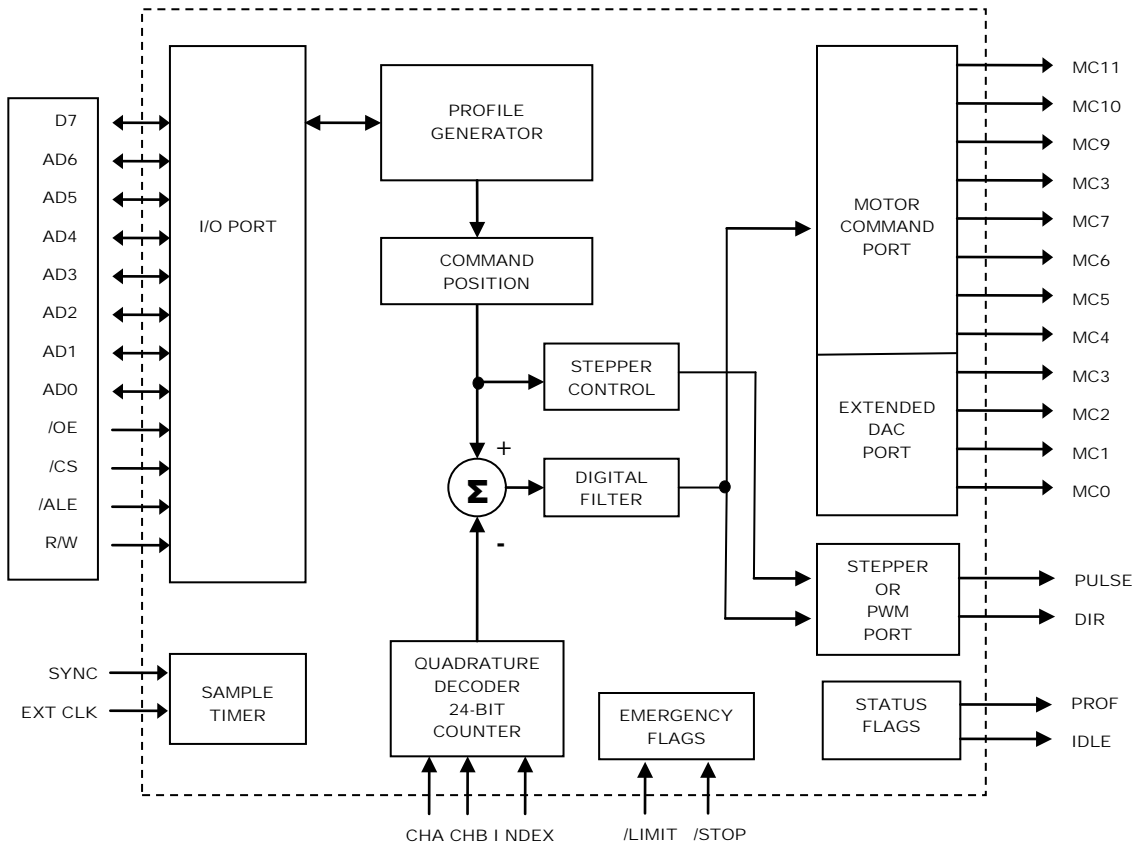 D7
AD6
AD5
AD4
AD3
AD2
AD1
AD0
/OE
/CS
/ALE
R/W
SYNC
EXT CLK
I/O PORT
SAMPLE
TIMER
PROFILE
GENERATOR
COMMAND
POSITION
STEPPER
CONTROL
+
Σ
-
DIGITAL
FILTER
QUADRATURE
DECODER
24-BIT
COUNTER
CHA CHB I NDEX
EMERGENCY
FLAGS
/LIMIT /STOP
MOTOR
COMMAND
PORT
EXTENDED
DAC
PORT
STEPPER
OR
PWM
PORT
STATUS
FLAGS
MC11
MC10
MC9
MC3
MC7
MC6
MC5
MC4
MC3
MC2
MC1
MC0
PULSE
DIR
PROF
IDLE